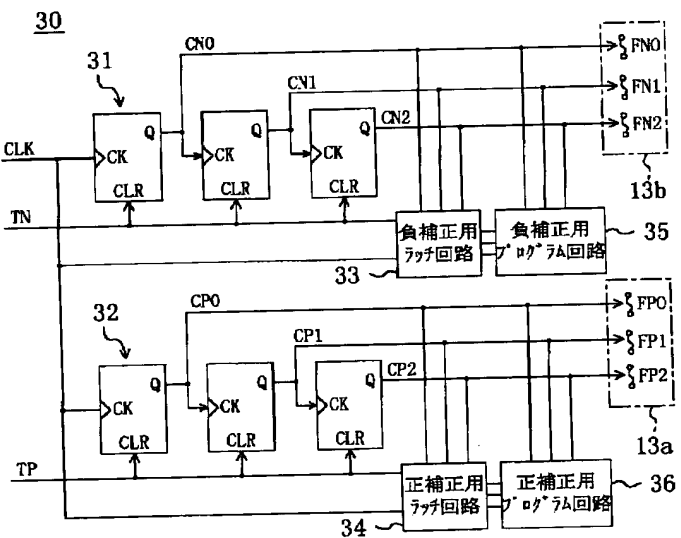 30
31
CN0
CN1
CN2
FN0
FN1
FN2
13b
Q
Q
Q
CLK
CK
CK
CK
CLR
CLR
CLR
TN
負補正用
ラッチ回路
33
負補正用
プログラム回路
35
32
CP0
CP1
CP2
FP0
FP1
FP2
13a
Q
Q
Q
CK
CK
CK
CLR
CLR
CLR
TP
正補正用
ラッチ回路
34
正補正用
プログラム回路
36